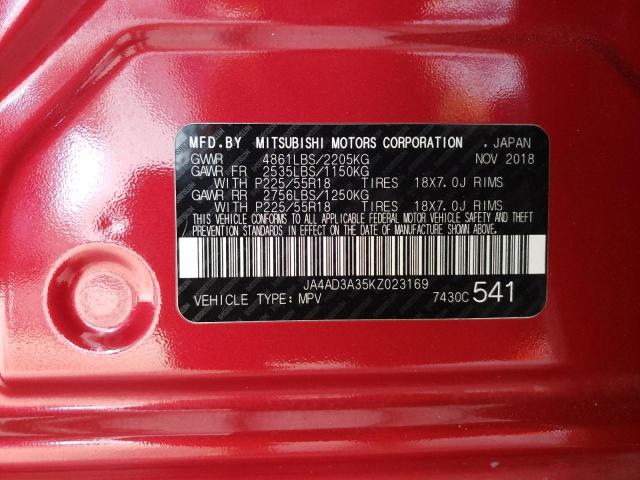 MFD.BY MITSUBISHI MOTORS CORPORATION , JAPAN
GVWR 4861LBS/2205KG NOV 2018
GAWR FR 2535LBS/1150KG
WITH P225/55R18 TIRES 18X7.0J RIMS
GAWR RR 2756LBS/1250KG
WITH P225/55R18 TIRES 18X7.0J RIMS
THIS VEHICLE CONFORMS TO ALL APPLICABLE FEDERAL MOTOR VEHICLE SAFETY AND THEFT
PREVENTION STANDARDS IN EFFECT ON THE DATE OF MANUFACTURE SHOWN ABOVE.
JA4AD3A35KZ023169
VEHICLE TYPE:MPV 7430C 541